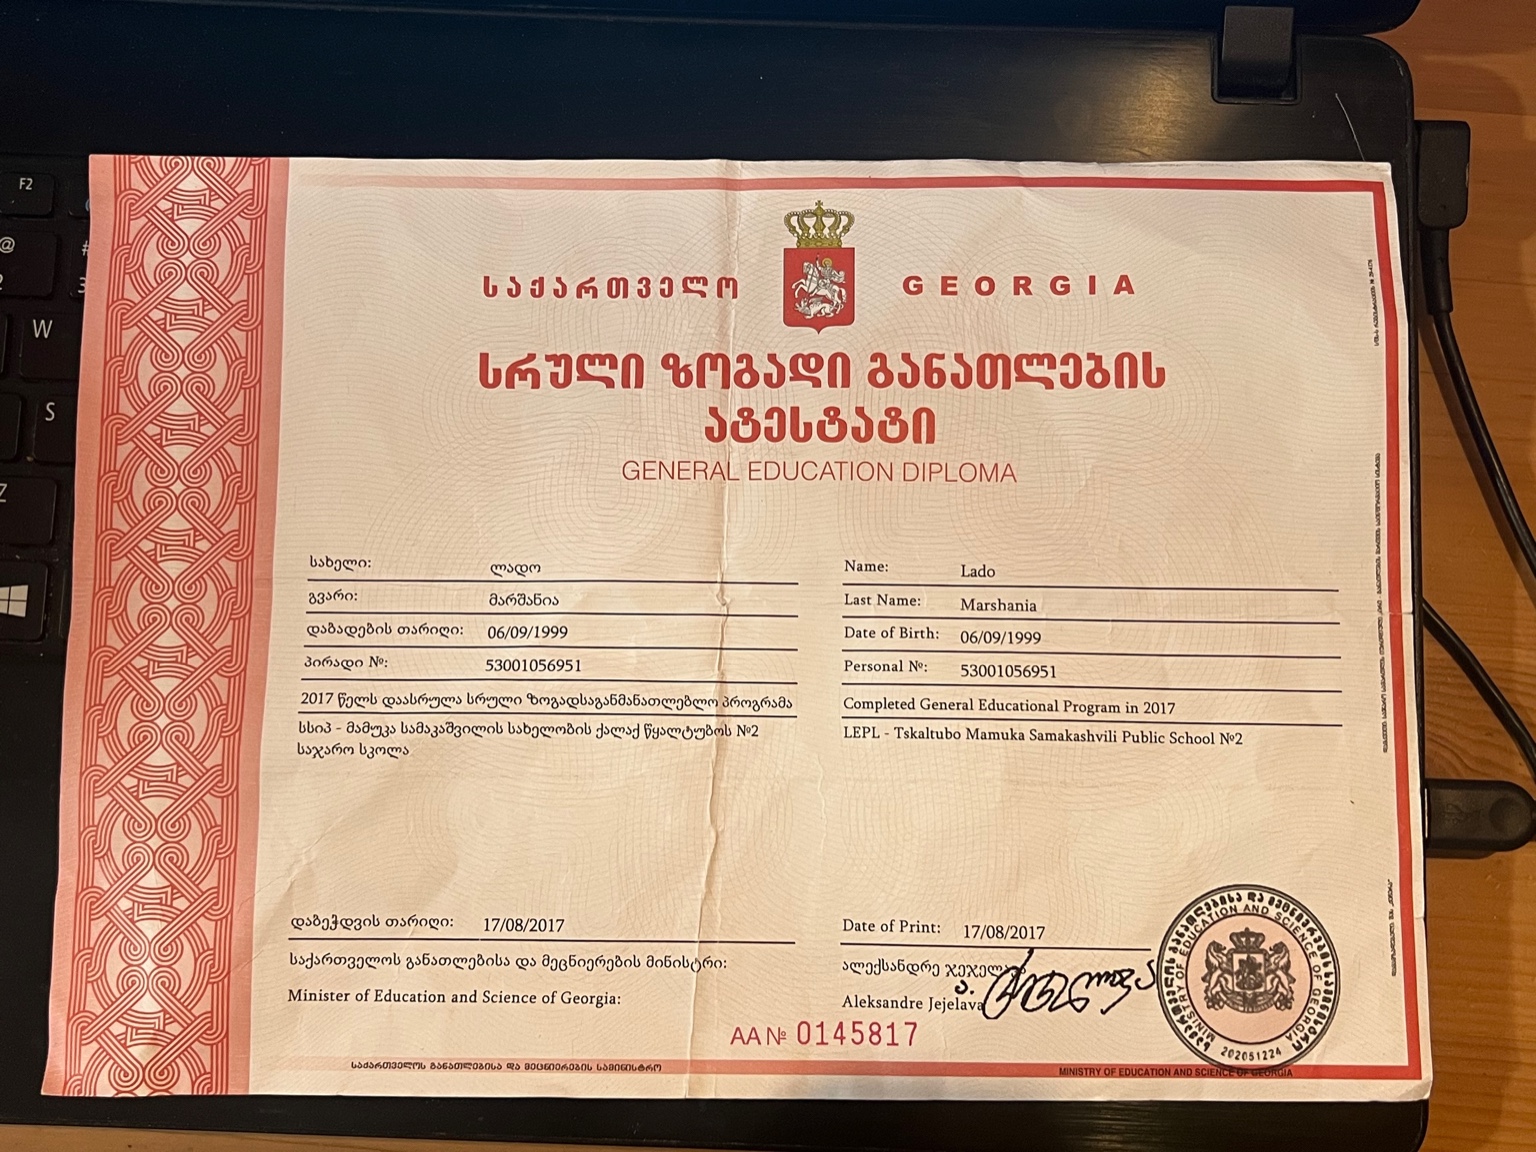 საქართველო GEORGIA
სრული ზოგადი განათლების
ატესტატი
GENERAL EDUCATION DIPLOMA
სახელი: ლადო
გვარი: მარშანია
დაბადების თარიღი: 06/09/1999
პირადი №: 53001056951
2017 წელს დაასრულა სრული ზოგადსაგანმანათლებლო პროგრამა
სსიპ - მამუკა სამაკაშვილის სახელობის ქალაქ წყალტუბოს №2
საჯარო სკოლა
Name: Lado
Last Name: Marshania
Date of Birth: 06/09/1999
Personal №: 53001056951
Completed General Educational Program in 2017
LEPL - Tskaltubo Mamuka Samakashvili Public School №2
დაბეჭდვის თარიღი: 17/08/2017
საქართველოს განათლებისა და მეცნიერების მინისტრი:
Minister of Education and Science of Georgia:
Date of Print: 17/08/2017
ალექსანდრე
Aleksandre Jejelava
AA № 0145817
საქართველოს განათლებისა და მეცნიერების სამინისტრო
MINISTRY OF EDUCATION AND SCIENCE OF GEORGIA
საქართველოს განათლებისა და მეცნიერების სამინისტრო
MINISTRY OF EDUCATION AND SCIENCE OF GEORGIA
202051224
F2
@
2
#
3
W
S
Z